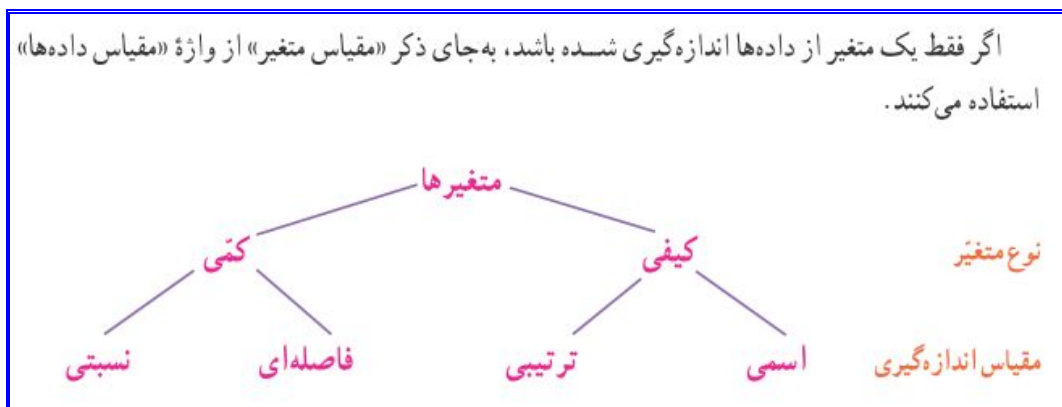 اگر فقط یک متغیر از داده‌ها اندازه‌گیری شده باشد، به‌جای ذکر «مقیاس متغیر» از واژهٔ «مقیاس داده‌ها»
استفاده می‌کنند.
متغیرها
نوع متغیّر کیفی کمّی
مقیاس اندازه‌گیری اسمی ترتیبی فاصله‌ای نسبتی